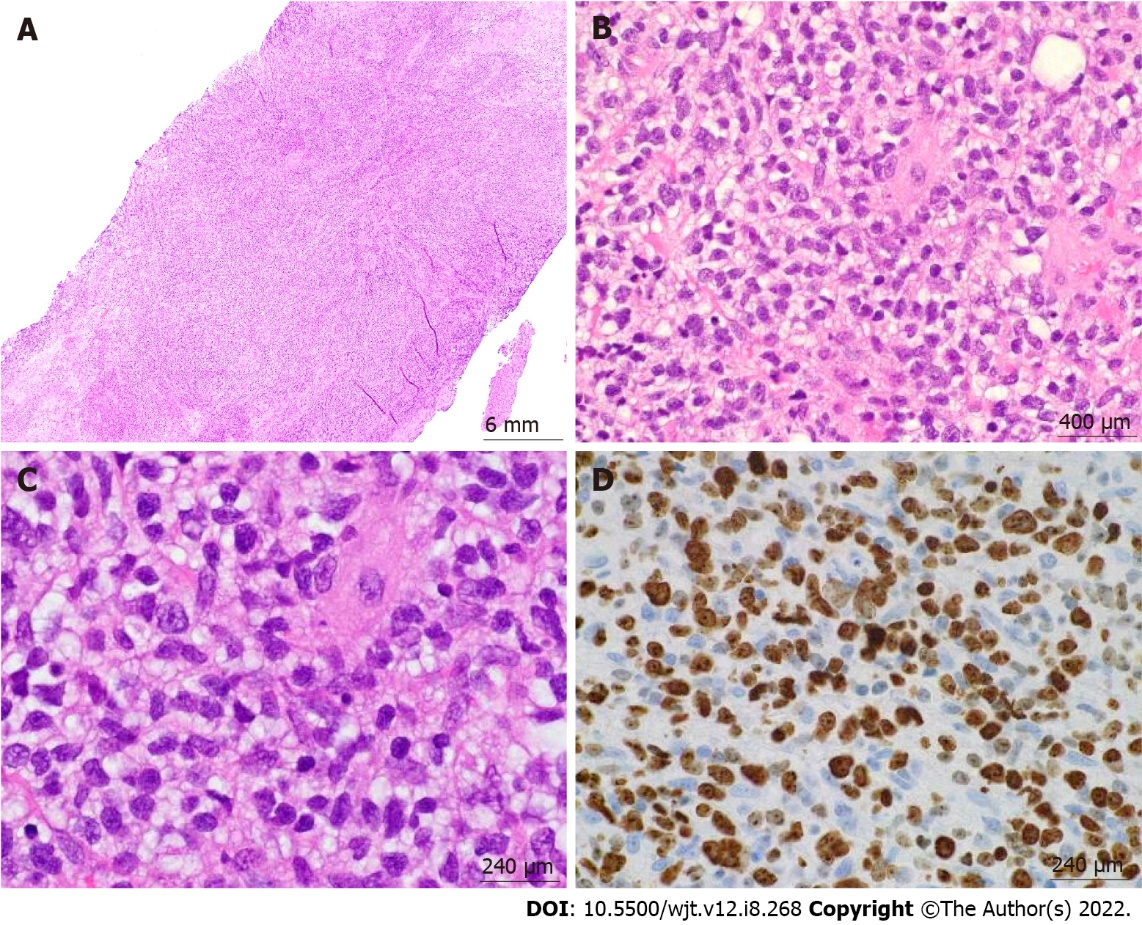 A
B
6 mm
400 µm
C
D
240 µm
240 µm
DOI: 10.5500/wjt.v12.i8.268 Copyright ©The Author(s) 2022.